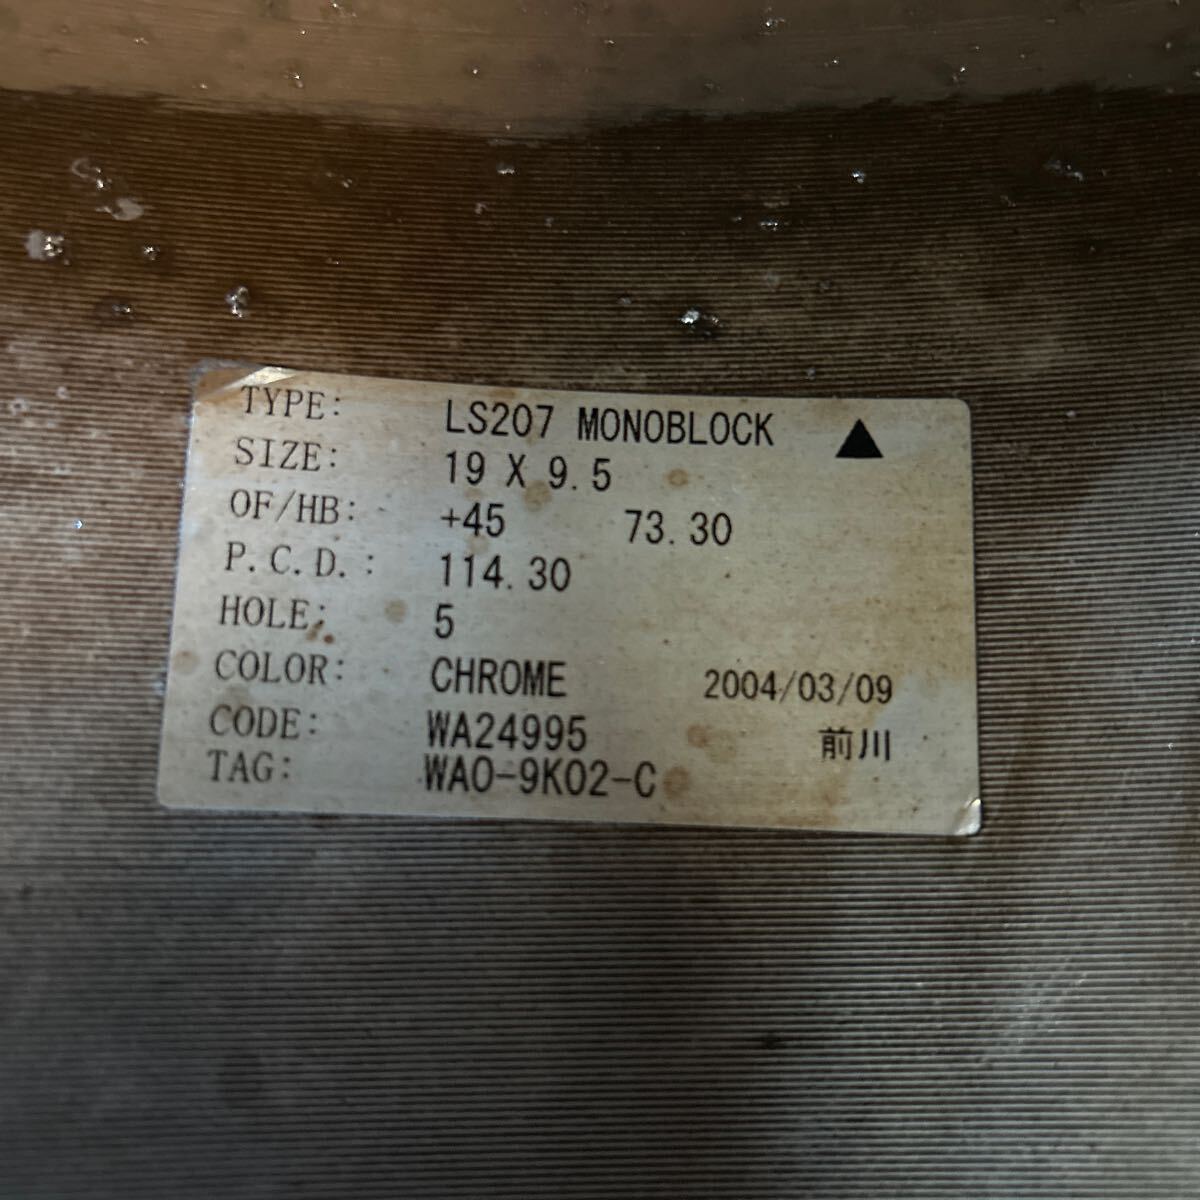 TYPE: LS207 MONOBLOCK ▲
SIZE: 19 X 9.5
OF/HB: +45 73.30
P.C.D.: 114.30
HOLE: 5
COLOR: CHROME 2004/03/09
CODE: WA24995 前川
TAG: WAO-9K02-C